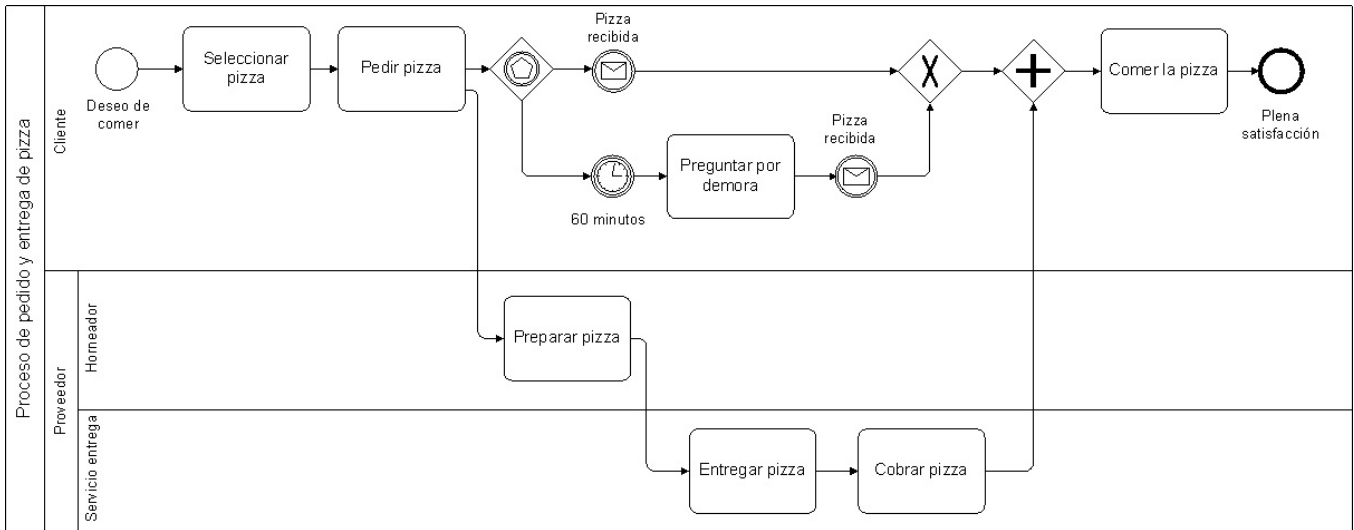 Proceso de pedido y entrega de pizza
Cliente
Deseo de
comer
Seleccionar
pizza
Pedir pizza
Pizza
recibida
60 minutos
Preguntar por
demora
Pizza
recibida
Comer la pizza
Plena
satisfacción
Proveedor
Horneador
Preparar pizza
Servicio entrega
Entregar pizza
Cobrar pizza